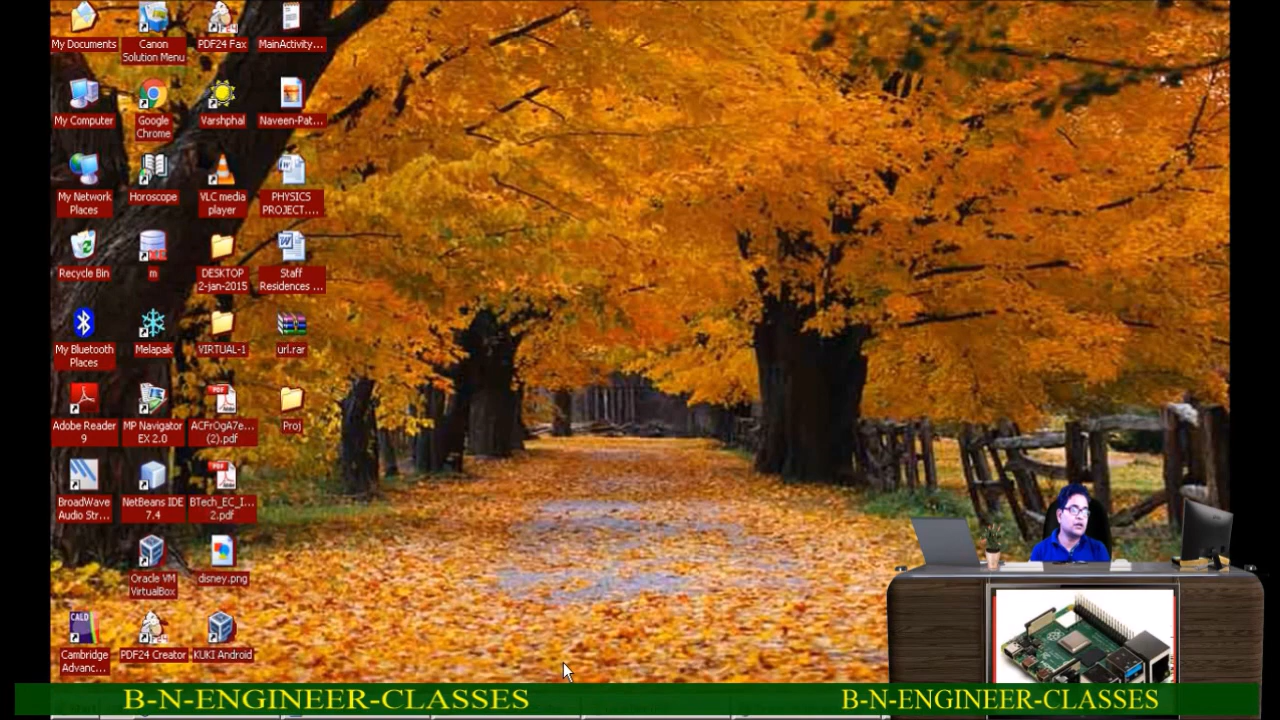 My Documents
Canon
Solution Menu
PDF24 Fax
MainActivity...
My Computer
Google
Chrome
Varshphal
Naveen-Pat...
My Network
Places
Horoscope
VLC media
player
PHYSICS
PROJECT....
Recycle Bin
m
DESKTOP
2-jan-2015
Staff
Residences ...
My Bluetooth
Places
Melapak
VIRTUAL-1
url.rar
Adobe Reader
9
MP Navigator
EX 2.0
ACFrOgA7e...
(2).pdf
Proj
BroadWave
Audio Str...
NetBeans IDE
7.4
BTech_EC_I...
2.pdf
Oracle VM
VirtualBox
disney.png
CALD
Cambridge
Advanc...
PDF24 Creator
KUKI Android
B-N-ENGINEER-CLASSES
B-N-ENGINEER-CLASSES